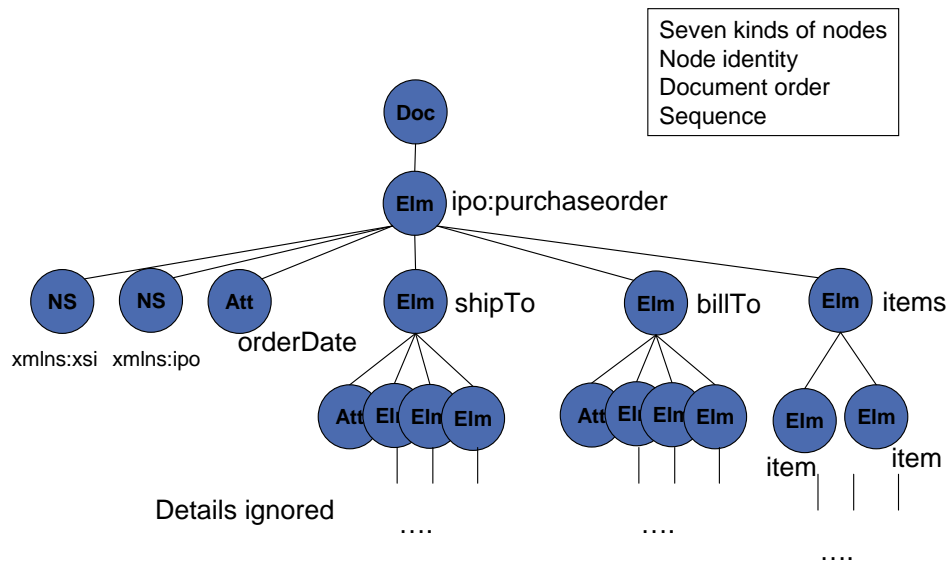 Seven kinds of nodes
Node identity
Document order
Sequence
Doc
Elm ipo:purchaseorder
NS NS Att Elm shipTo Elm billTo Elm items
xmlns:xsi xmlns:ipo orderDate
Att Elm Elm Elm Att Elm Elm Elm Elm Elm
item item
Details ignored
…. …. ….